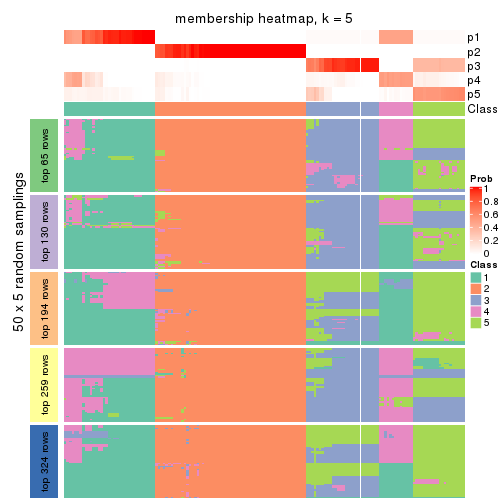 membership heatmap, k = 5
p1
p2
p3
p4
p5
Class
50 x 5 random samplings
top 65 rows
top 130 rows
top 194 rows
top 259 rows
top 324 rows
Prob
1
0.8
0.6
0.4
0.2
0
Class
1
2
3
4
5